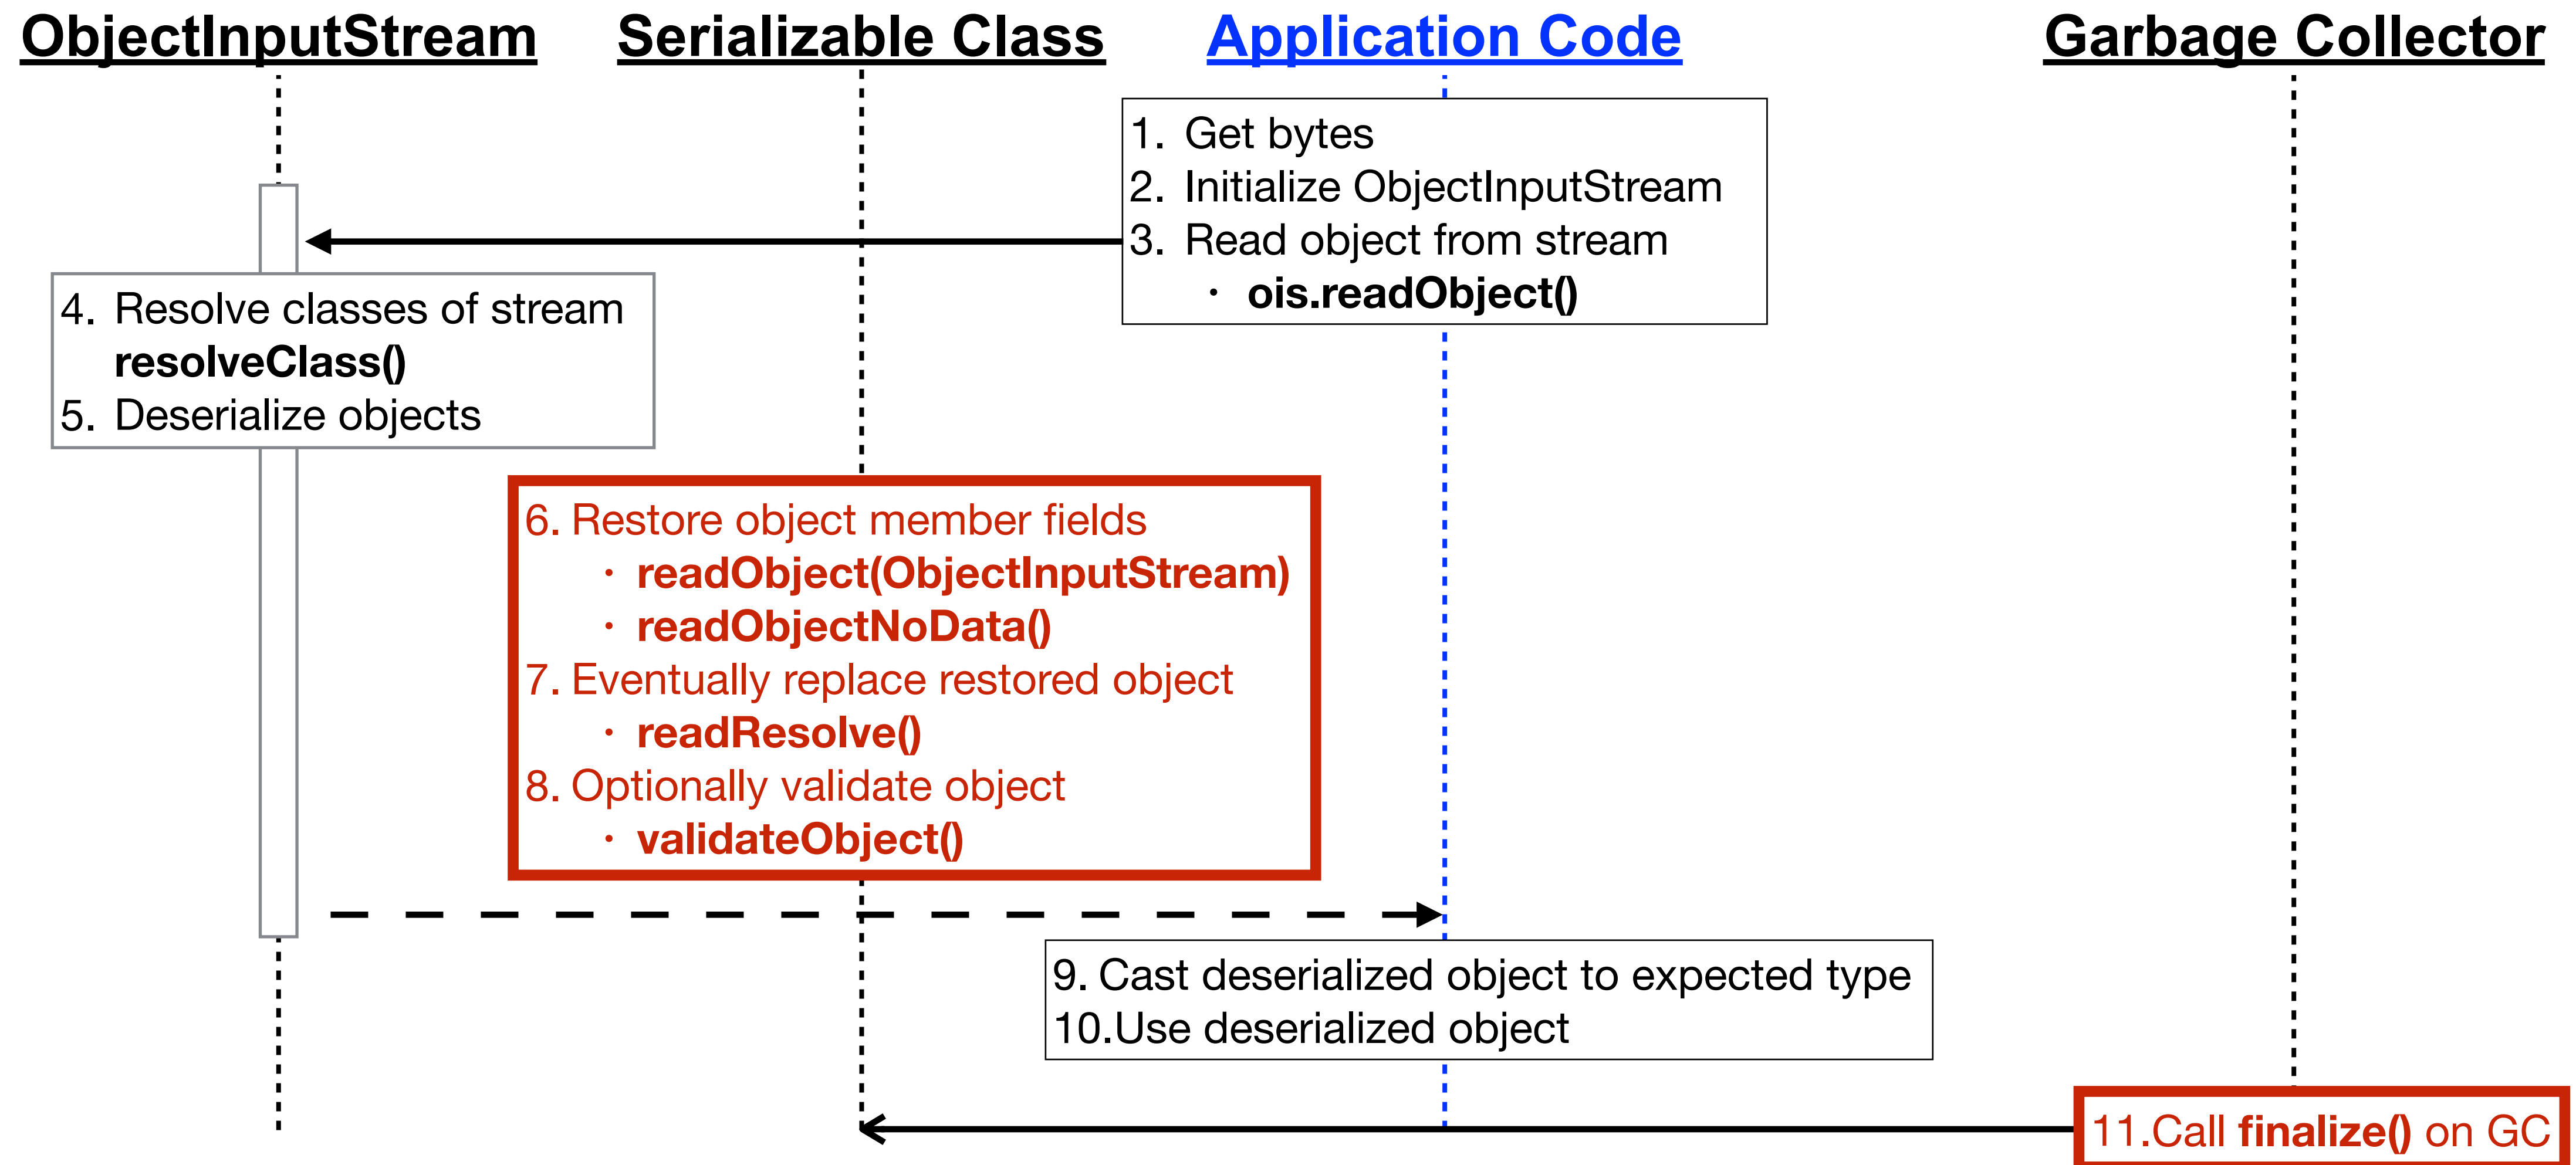 ObjectInputStream
Serializable Class
Application Code
Garbage Collector
1. Get bytes
2. Initialize ObjectInputStream
3. Read object from stream
· ois.readObject()
4. Resolve classes of stream
resolveClass()
5. Deserialize objects
6. Restore object member fields
· readObject(ObjectInputStream)
· readObjectNoData()
7. Eventually replace restored object
· readResolve()
8. Optionally validate object
· validateObject()
9. Cast deserialized object to expected type
10.Use deserialized object
11.Call finalize() on GC